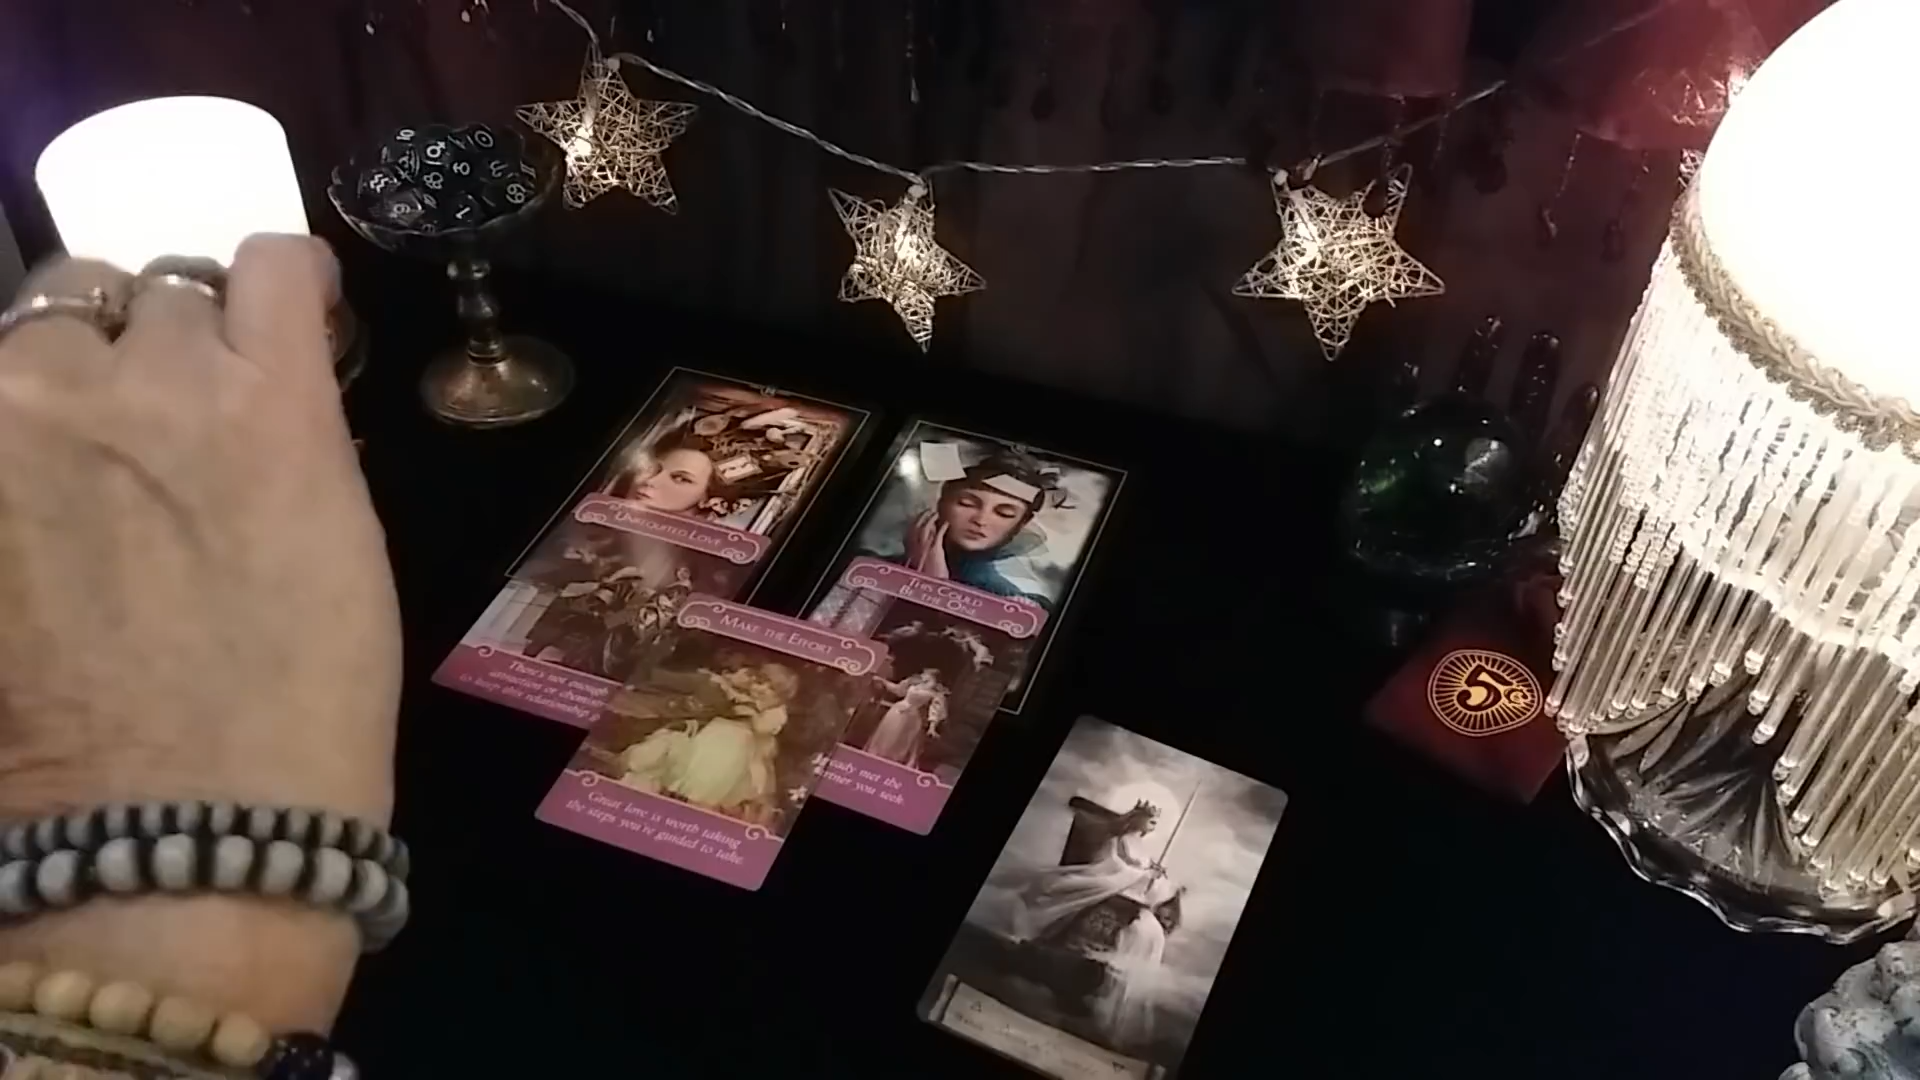 UNREQUITED LOVE
There's not enough
attraction or chemistry
to keep this relationship
THIS COULD
BE THE ONE
already met the
partner you seek.
MAKE THE EFFORT
Great love is worth taking
the steps you're guided to take.
5